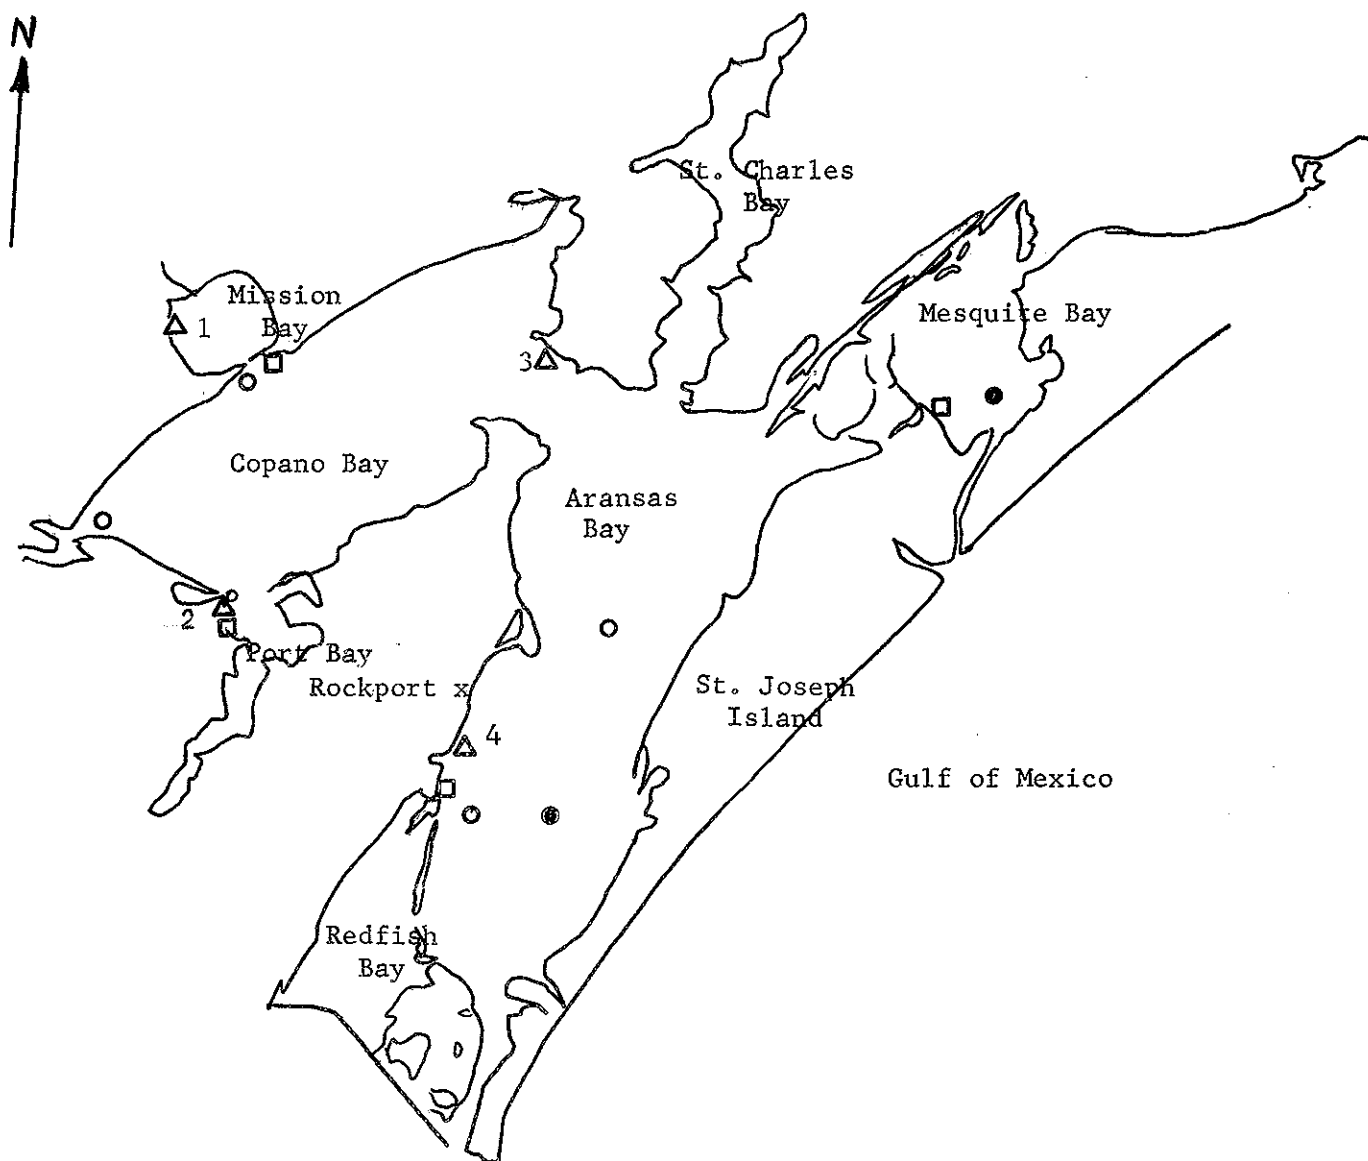 N
St. Charles
Bay
Mission
Bay
1
Mesquite Bay
3
Copano Bay
Aransas
Bay
2
Port Bay
Rockport x
St. Joseph
Island
4
Gulf of Mexico
Redfish
Bay